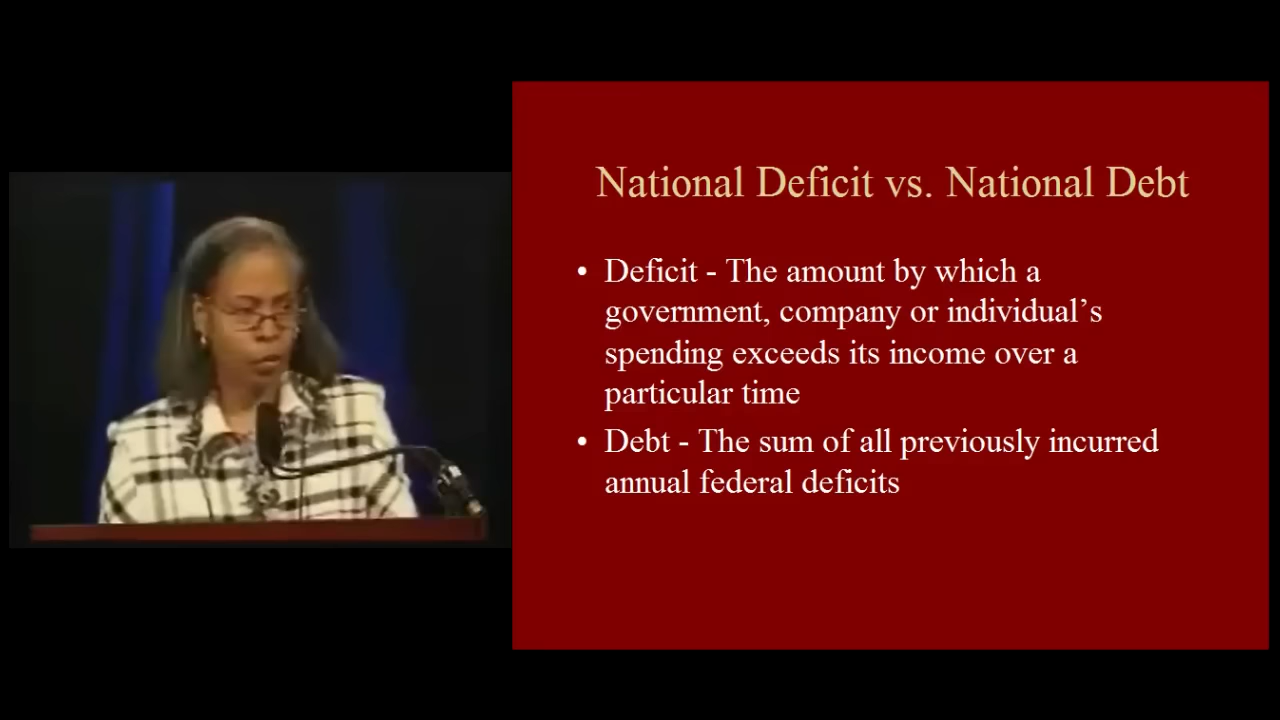 National Deficit vs. National Debt
• Deficit - The amount by which a
government, company or individual’s
spending exceeds its income over a
particular time
• Debt - The sum of all previously incurred
annual federal deficits